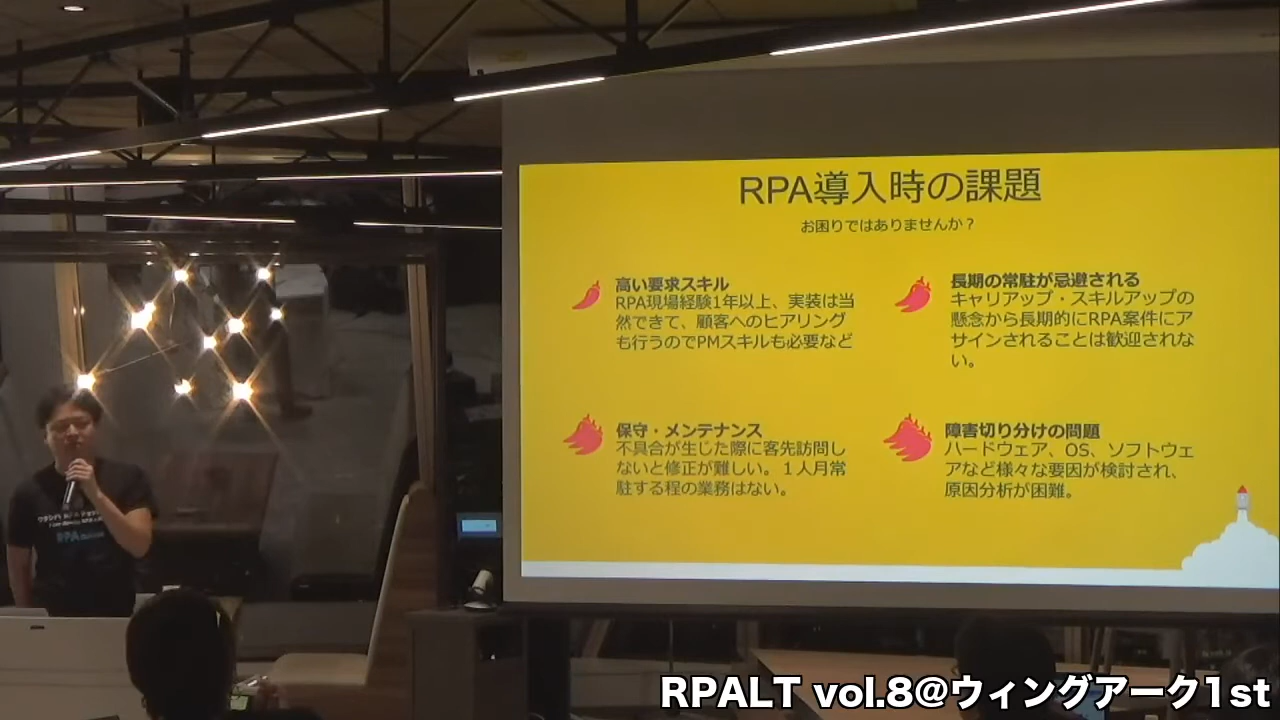 RPA導入時の課題
お困りではありませんか？
高い要求スキル
RPA現場経験1年以上、実装は当
然できて、顧客へのヒアリング
も行うのでPMスキルも必要など
長期の常駐が忌避される
キャリアップ・スキルアップの
懸念から長期的にRPA案件にア
サインされることは歓迎されな
い。
保守・メンテナンス
不具合が生じた際に客先訪問し
ないと修正が難しい。１人月常
駐する程の業務はない。
障害切り分けの問題
ハードウェア、OS、ソフトウェ
アなど様々な要因が検討され、
原因分析が困難。
RPA
RPALT vol.8@ウィングアーク1st